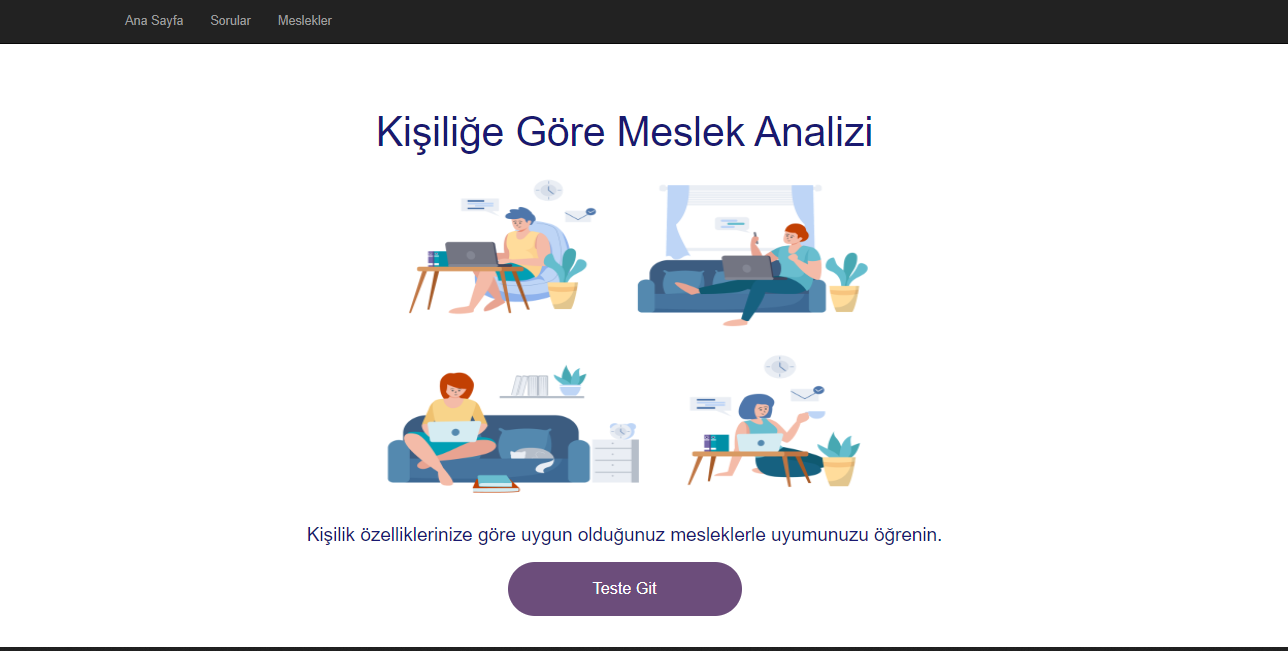 Ana Sayfa Sorular Meslekler
Kişiliğe Göre Meslek Analizi
Kişilik özelliklerinize göre uygun olduğunuz mesleklerle uyumunuzu öğrenin.
Teste Git